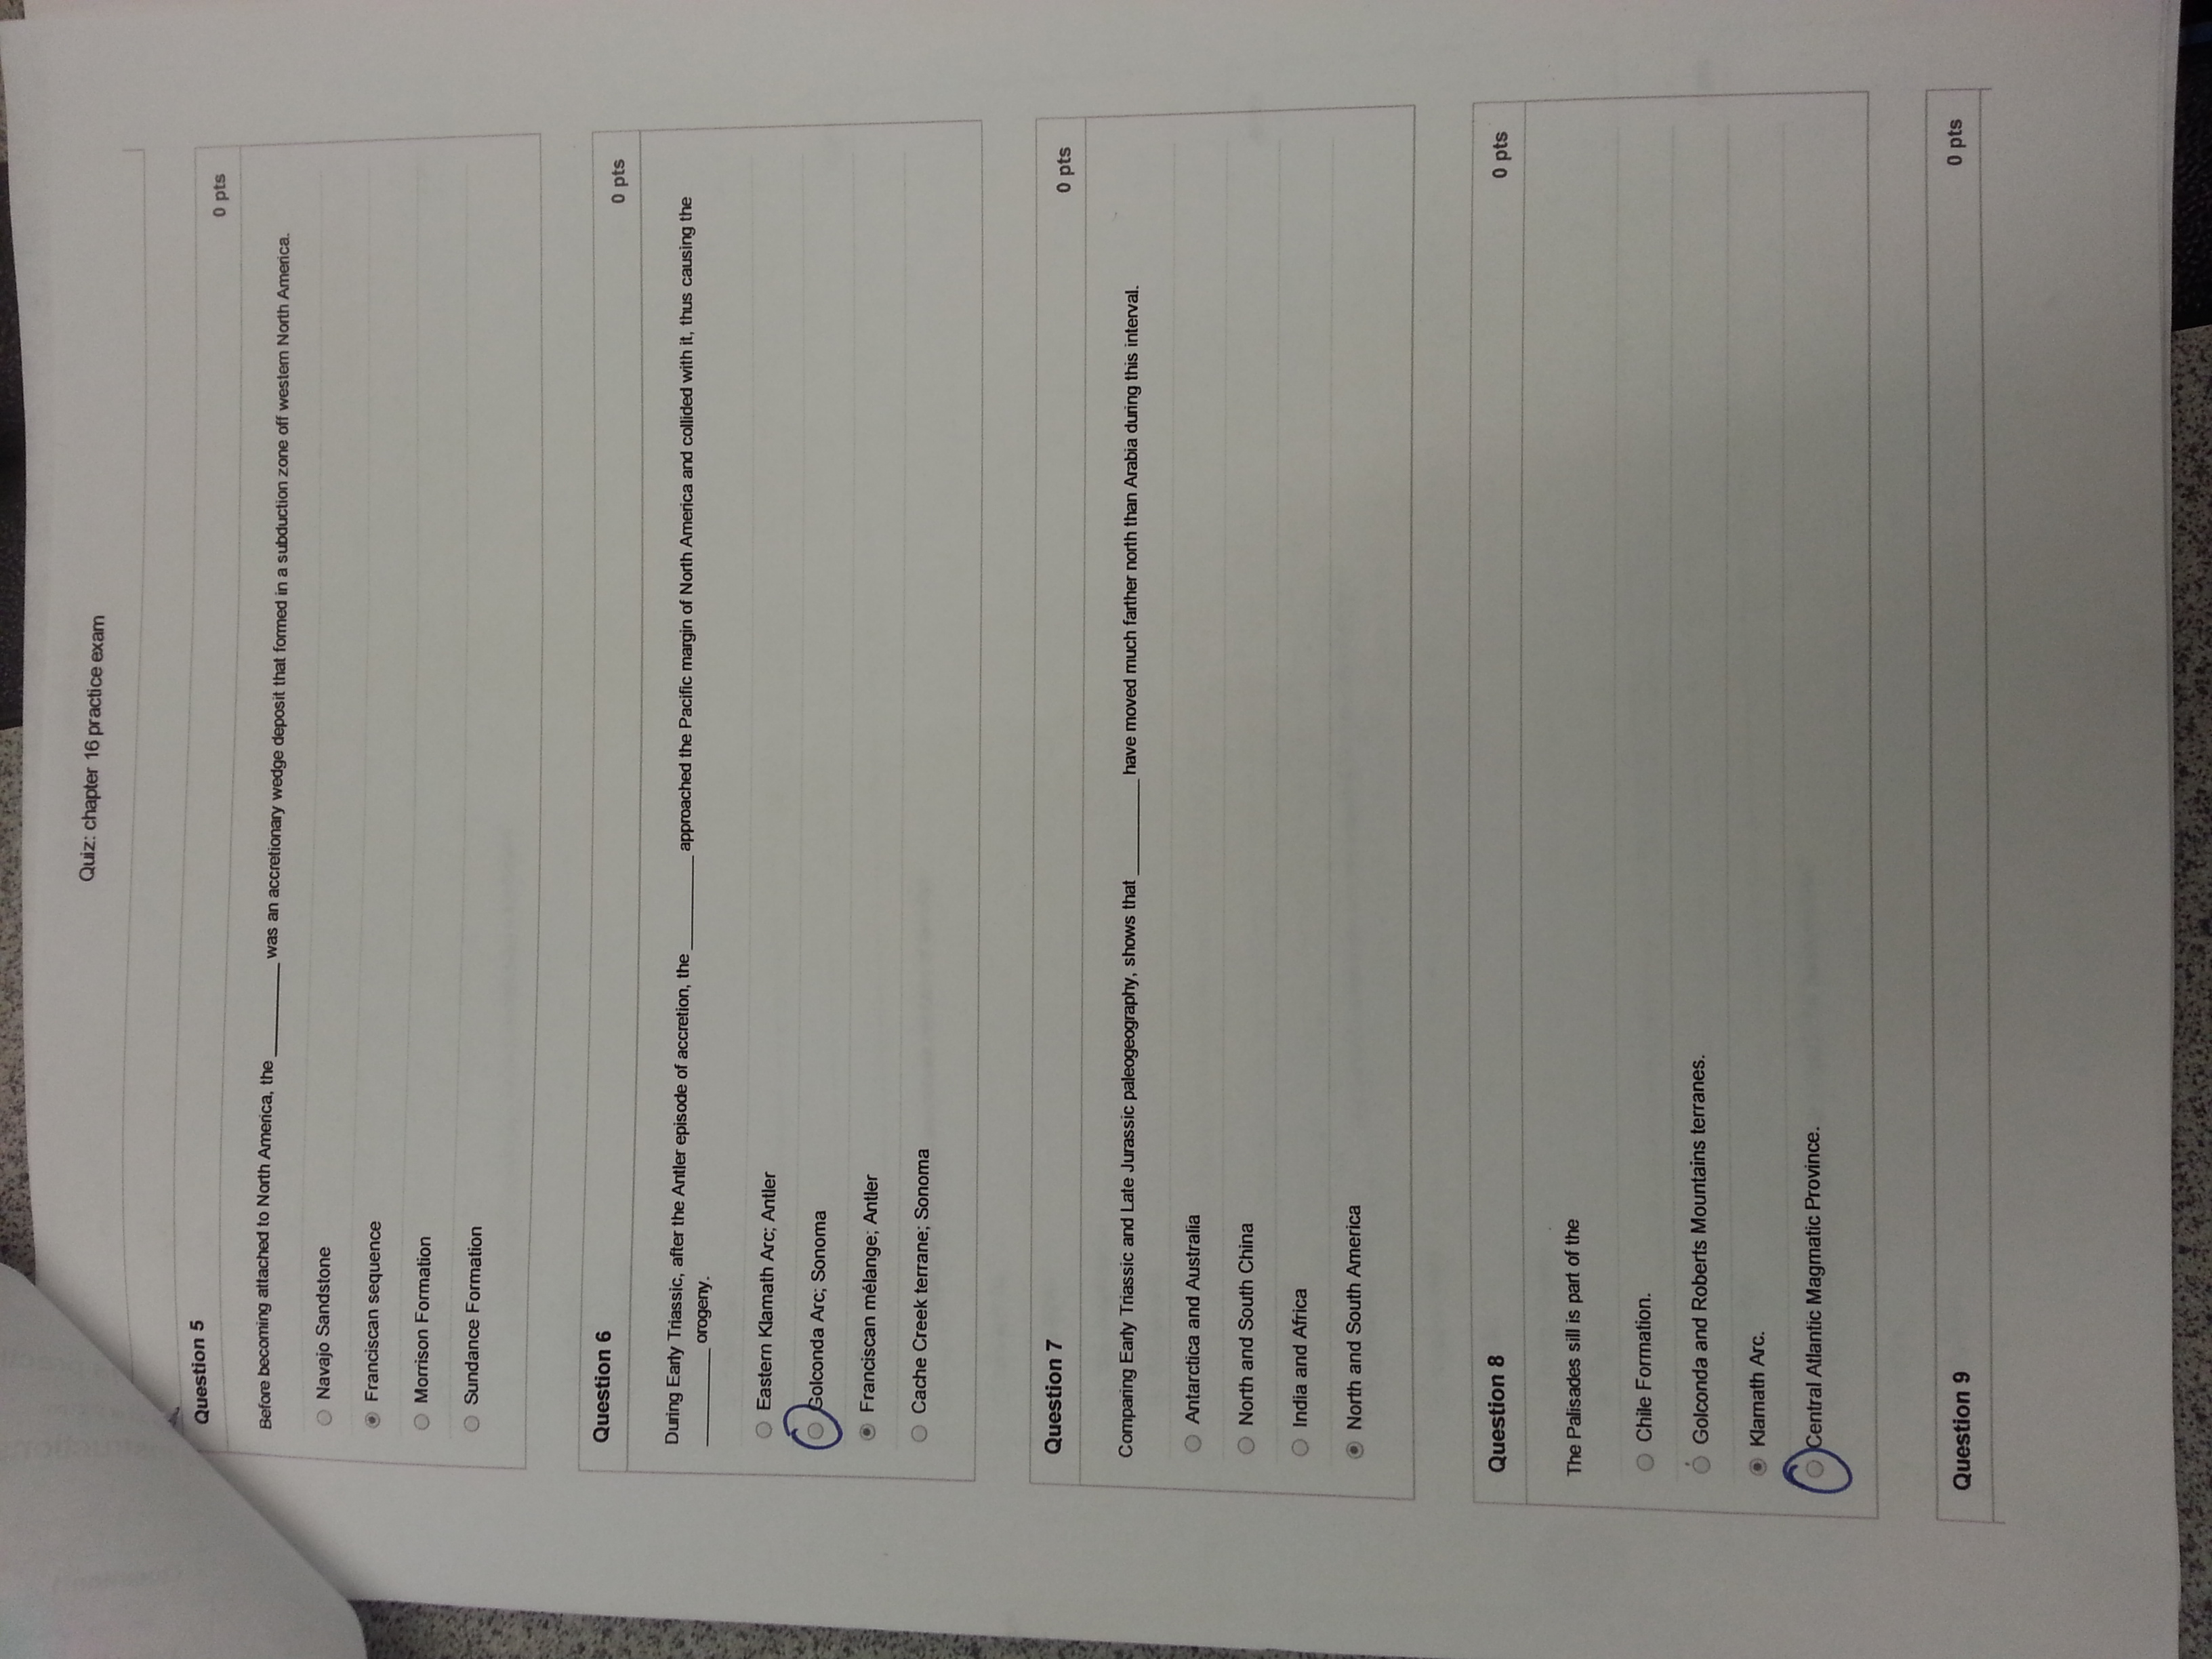 Quiz: chapter 16 practice exam
Question 5
0 pts
Before becoming attached to North America, the __________ was an accretionary wedge deposit that formed in a subduction zone off western North America.
Navajo Sandstone
Franciscan sequence
Morrison Formation
Sundance Formation
Question 6
0 pts
During Early Triassic, after the Antler episode of accretion, the __________ approached the Pacific margin of North America and collided with it, thus causing the
__________ orogeny.
Eastern Klamath Arc; Antler
Golconda Arc; Sonoma
Franciscan mélange; Antler
Cache Creek terrane; Sonoma
Question 7
0 pts
Comparing Early Triassic and Late Jurassic paleogeography, shows that __________ have moved much farther north than Arabia during this interval.
Antarctica and Australia
North and South China
India and Africa
North and South America
Question 8
0 pts
The Palisades sill is part of the
Chile Formation.
Golconda and Roberts Mountains terranes.
Klamath Arc.
Central Atlantic Magmatic Province.
Question 9
0 pts